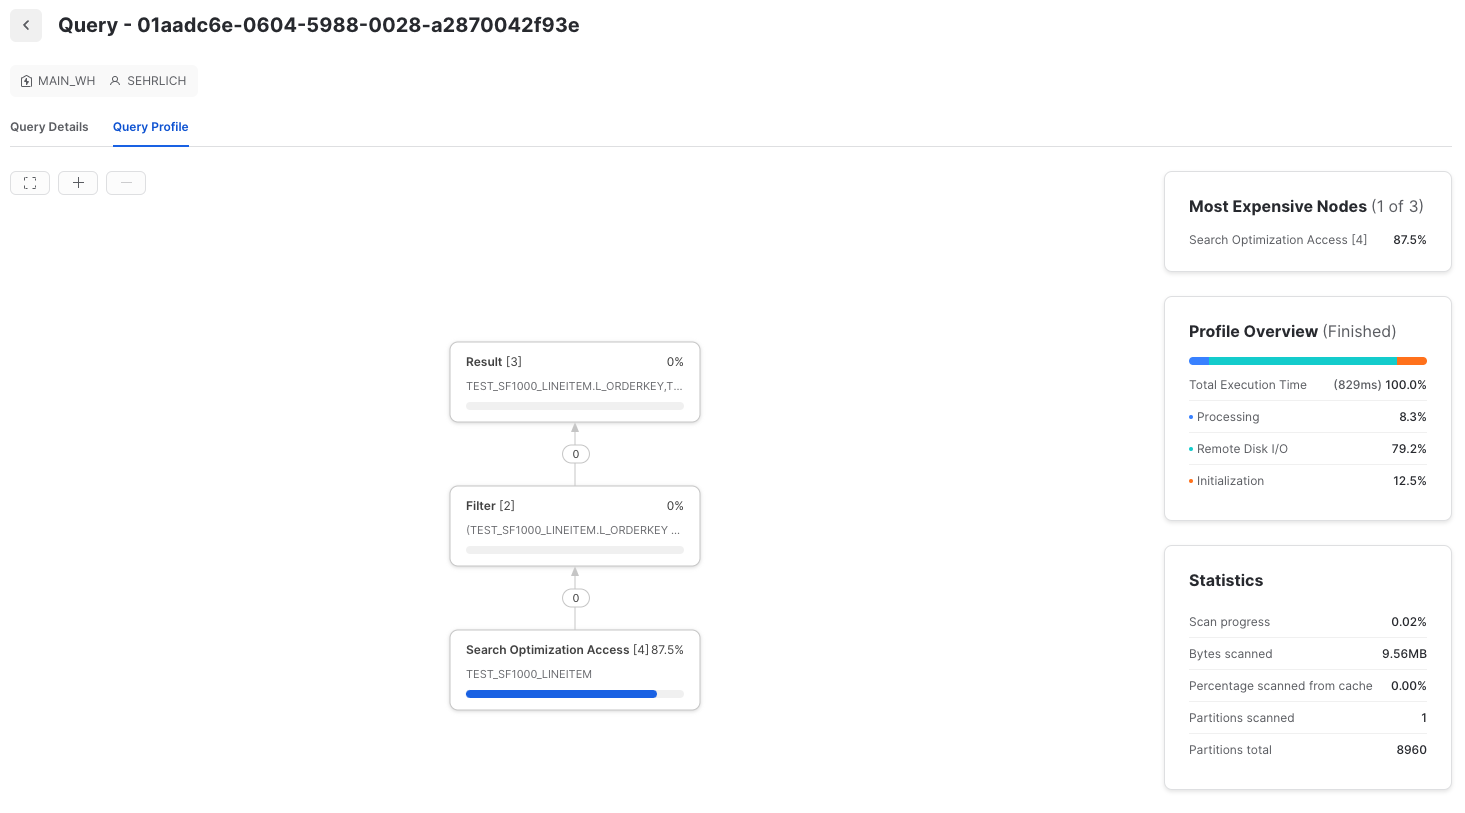 Query - 01aadc6e-0604-5988-0028-a2870042f93e
MAIN_WH SEHRLICH
Query Details Query Profile
Result [3] 0%
TEST_SF1000_LINEITEM.L_ORDERKEY,T...
0
Filter [2] 0%
(TEST_SF1000_LINEITEM.L_ORDERKEY ...
0
Search Optimization Access [4] 87.5%
TEST_SF1000_LINEITEM
Most Expensive Nodes (1 of 3)
Search Optimization Access [4] 87.5%
Profile Overview (Finished)
Total Execution Time (829ms) 100.0%
Processing 8.3%
Remote Disk I/O 79.2%
Initialization 12.5%
Statistics
Scan progress 0.02%
Bytes scanned 9.56MB
Percentage scanned from cache 0.00%
Partitions scanned 1
Partitions total 8960